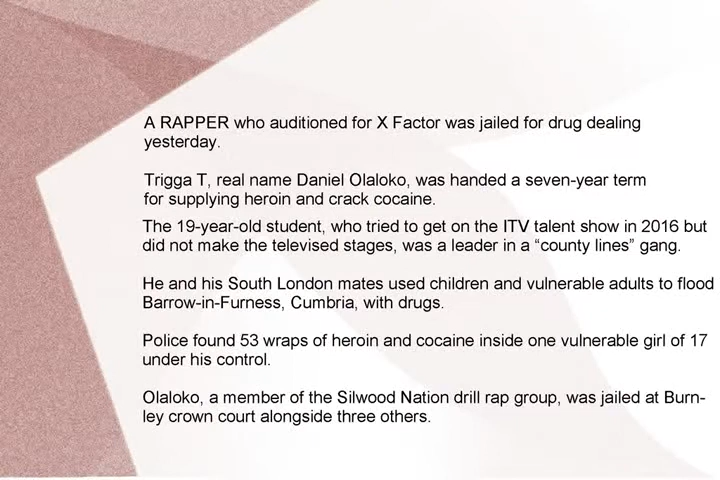 A RAPPER who auditioned for X Factor was jailed for drug dealing
yesterday.
Trigga T, real name Daniel Olaloko, was handed a seven-year term
for supplying heroin and crack cocaine.
The 19-year-old student, who tried to get on the ITV talent show in 2016 but
did not make the televised stages, was a leader in a “county lines” gang.
He and his South London mates used children and vulnerable adults to flood
Barrow-in-Furness, Cumbria, with drugs.
Police found 53 wraps of heroin and cocaine inside one vulnerable girl of 17
under his control.
Olaloko, a member of the Silwood Nation drill rap group, was jailed at Burn-
ley crown court alongside three others.